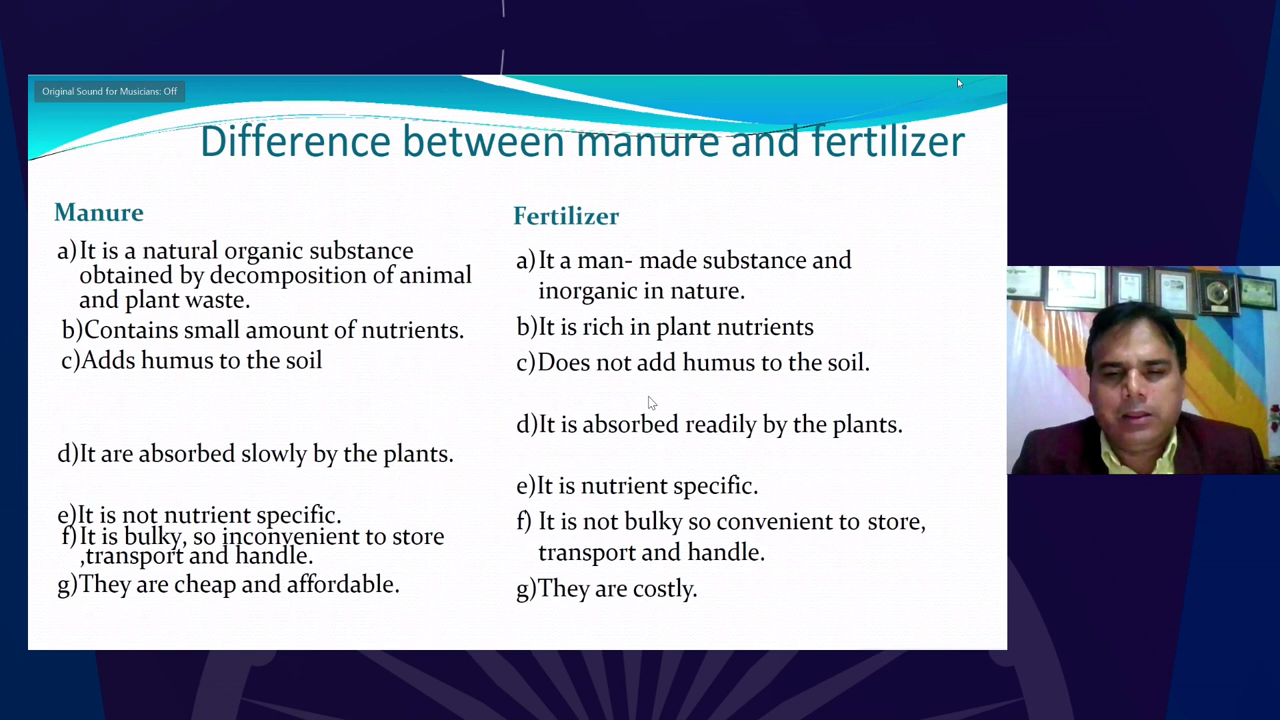 Original Sound for Musicians: Off
Difference between manure and fertilizer
Manure
a)It is a natural organic substance
obtained by decomposition of animal
and plant waste.
b)Contains small amount of nutrients.
c)Adds humus to the soil
d)It are absorbed slowly by the plants.
e)It is not nutrient specific.
f)It is bulky, so inconvenient to store
,transport and handle.
g)They are cheap and affordable.
Fertilizer
a)It a man- made substance and
inorganic in nature.
b)It is rich in plant nutrients
c)Does not add humus to the soil.
d)It is absorbed readily by the plants.
e)It is nutrient specific.
f) It is not bulky so convenient to store,
transport and handle.
g)They are costly.